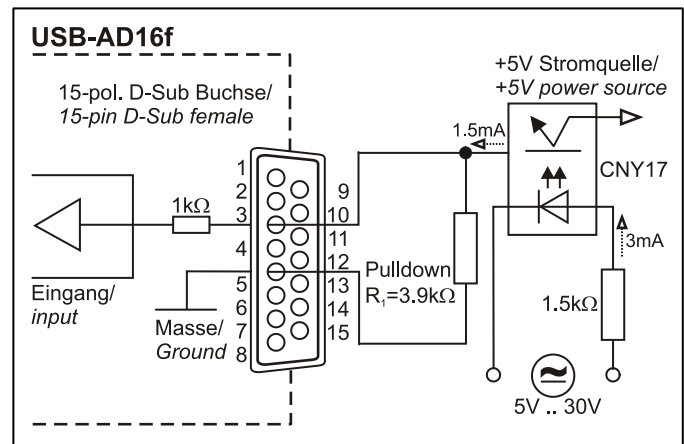 USB-AD16f
15-pol. D-Sub Buchse/
15-pin D-Sub female
+5V Stromquelle/
+5V power source
1.5mA
CNY17
1
2
3
4
5
6
7
8
9
10
11
12
13
14
15
1kΩ
3mA
Pulldown
R1=3.9kΩ
1.5kΩ
Eingang/
input
Masse/
Ground
5V .. 30V